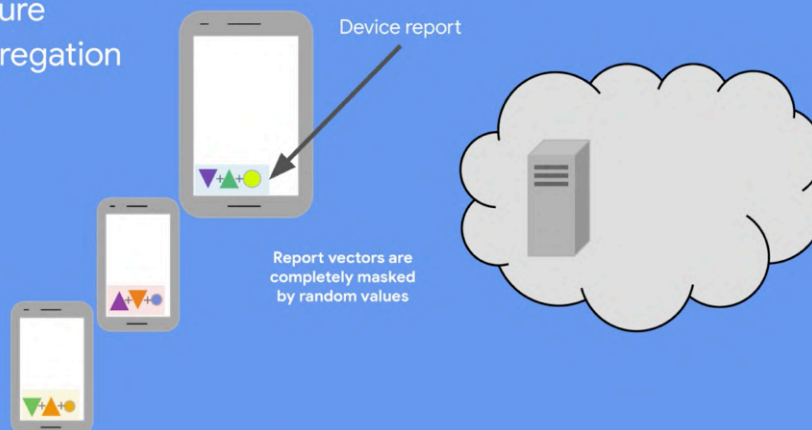 ure
regation
Device report
Report vectors are
completely masked
by random values